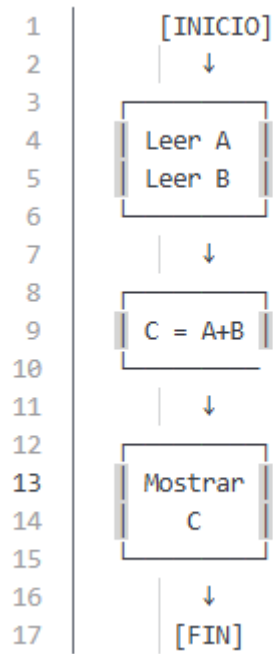 1 [INICIO]
2 ↓
3 ┌─────────┐
4 │ Leer A │
5 │ Leer B │
6 └─────────┘
7 ↓
8 ┌─────────┐
9 │ C = A+B │
10 └─────────
11 ↓
12 ┌─────────┐
13 │ Mostrar │
14 │ C │
15 └─────────┘
16 ↓
17 [FIN]